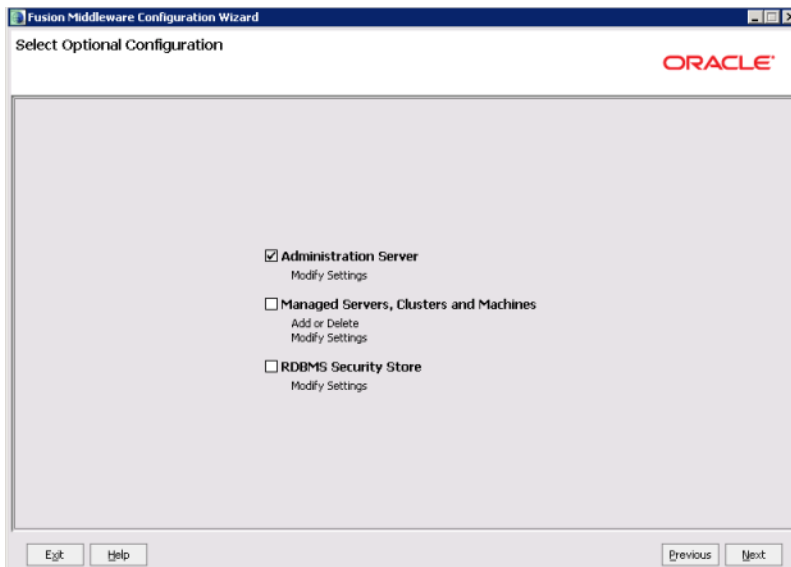 Fusion Middleware Configuration Wizard
Select Optional Configuration
ORACLE
Administration Server
Modify Settings
Managed Servers, Clusters and Machines
Add or Delete
Modify Settings
RDBMS Security Store
Modify Settings
Exit Help Previous Next